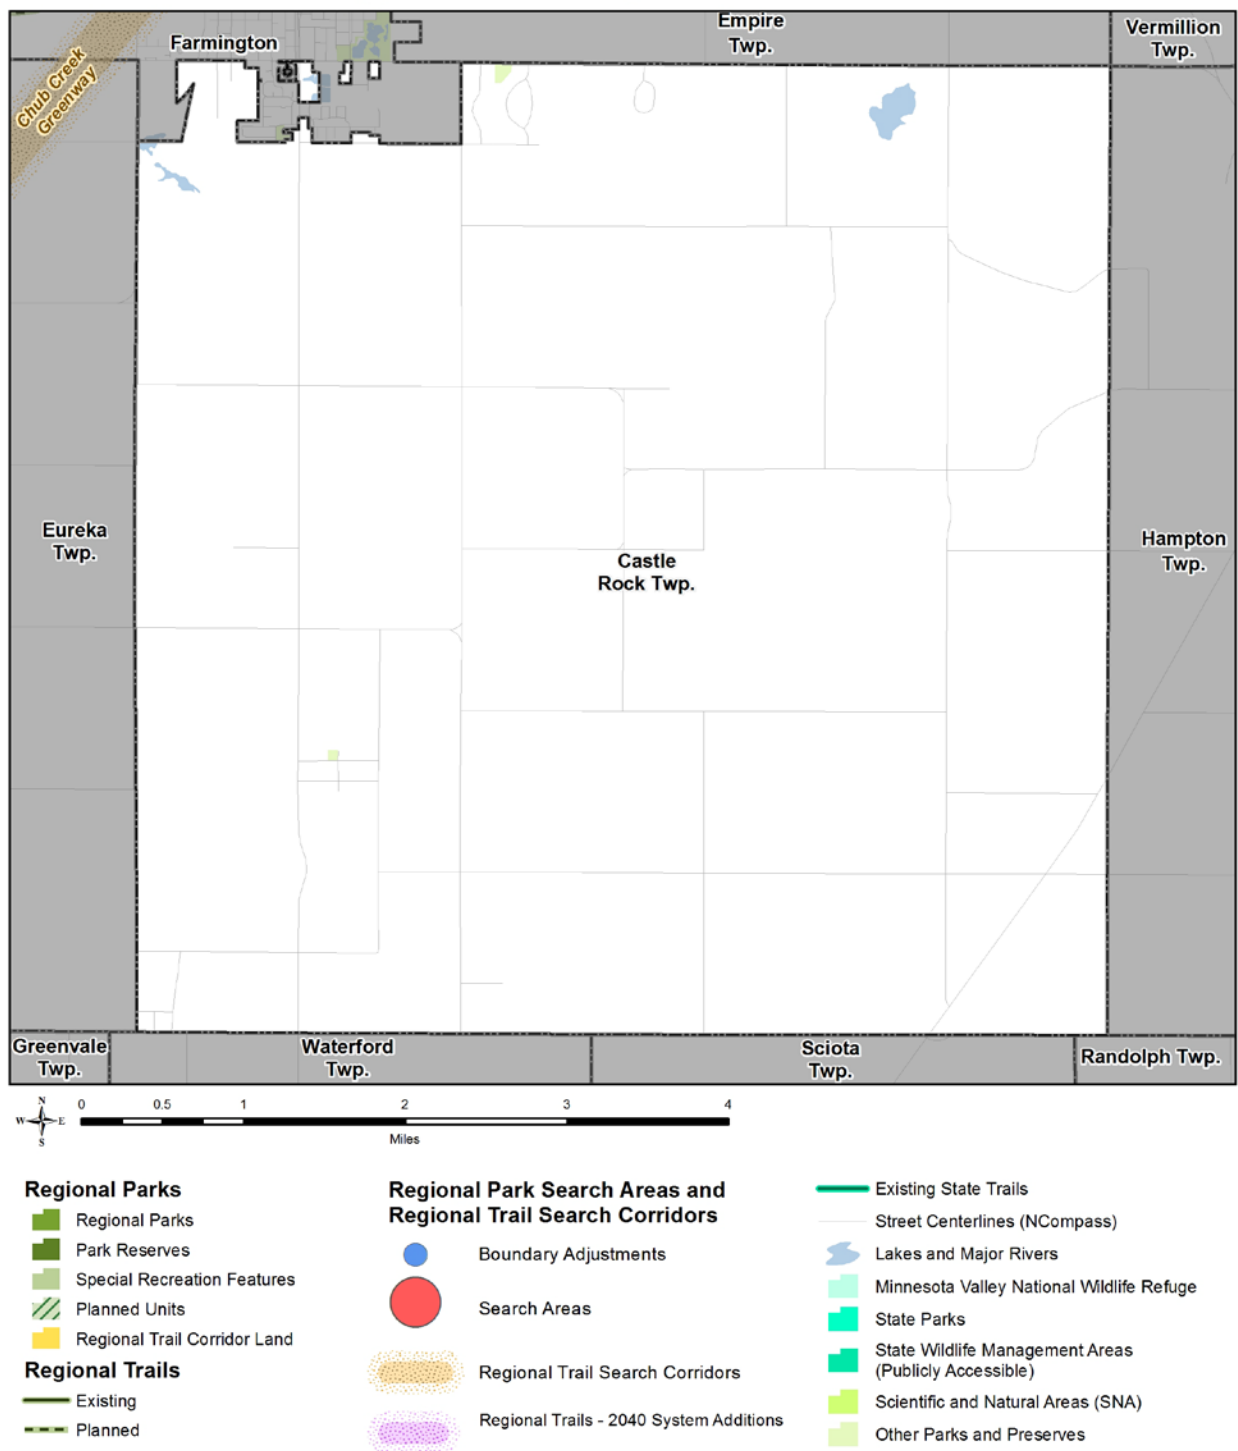 Farmington
Empire
Twp.
Vermillion
Twp.
Chub Creek
Greenway
Eureka
Twp.
Castle
Rock Twp.
Hampton
Twp.
Greenvale
Twp.
Waterford
Twp.
Sciota
Twp.
Randolph Twp.
N
W E
S
0 0.5 1 2 3 4
Miles
Regional Parks
Regional Parks
Park Reserves
Special Recreation Features
Planned Units
Regional Trail Corridor Land
Regional Trails
Existing
Planned
Regional Park Search Areas and
Regional Trail Search Corridors
Boundary Adjustments
Search Areas
Regional Trail Search Corridors
Regional Trails - 2040 System Additions
Existing State Trails
Street Centerlines (NCompass)
Lakes and Major Rivers
Minnesota Valley National Wildlife Refuge
State Parks
State Wildlife Management Areas
(Publicly Accessible)
Scientific and Natural Areas (SNA)
Other Parks and Preserves